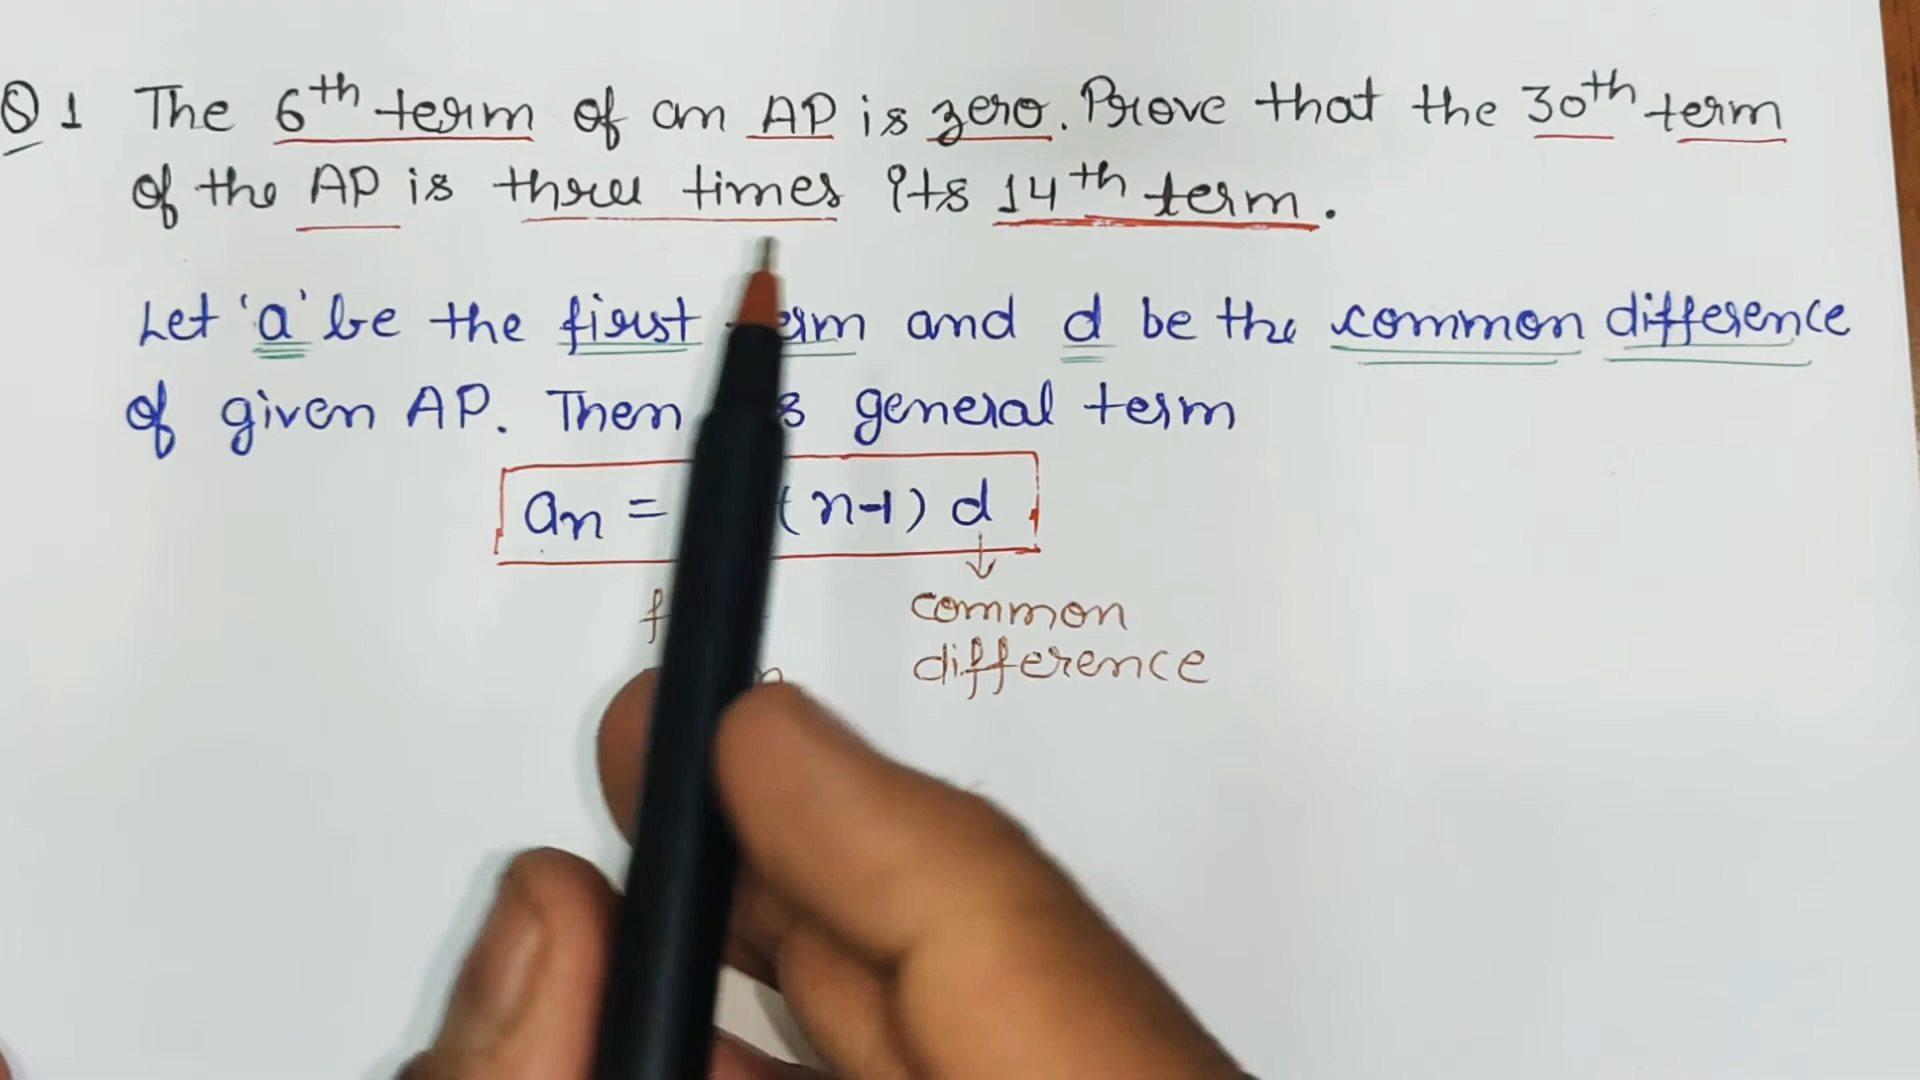 Q1 The 6th term of an AP is zero. Prove that the 30th term
of the AP is three times its 14th term.
Let 'a' be the first term and d be the common difference
of given AP. Then general term
an = (n-1) d
common
difference